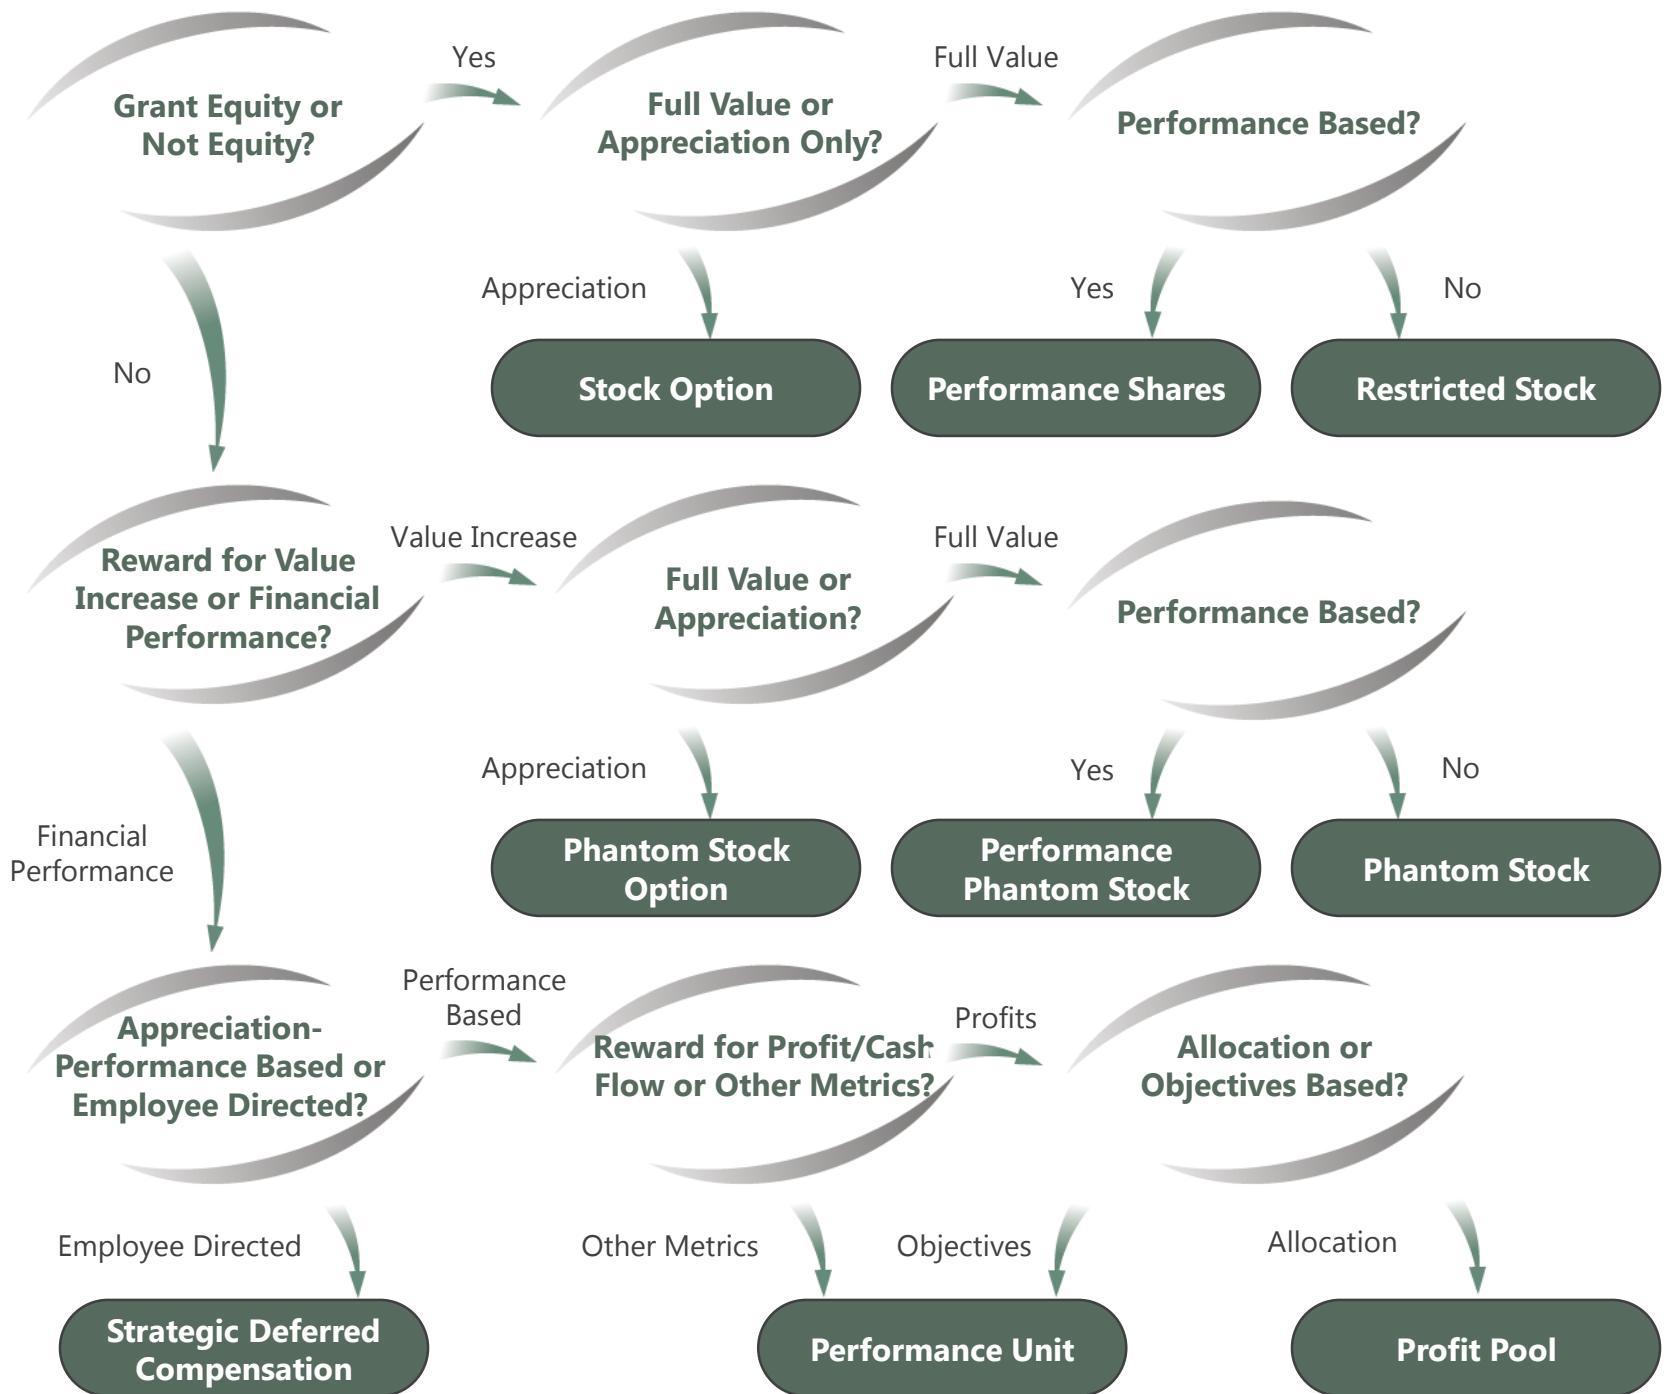 Yes
Full Value
Grant Equity or
Not Equity?
Full Value or
Appreciation Only?
Performance Based?
No
Appreciation
Yes
No
Stock Option
Performance Shares
Restricted Stock
Value Increase
Full Value
Reward for Value
Increase or Financial
Performance?
Full Value or
Appreciation?
Performance Based?
Financial
Performance
Appreciation
Yes
No
Phantom Stock
Option
Performance
Phantom Stock
Phantom Stock
Performance
Based
Profits
Appreciation-
Performance Based or
Employee Directed?
Reward for Profit/Cash
Flow or Other Metrics?
Allocation or
Objectives Based?
Employee Directed
Other Metrics
Objectives
Allocation
Strategic Deferred
Compensation
Performance Unit
Profit Pool